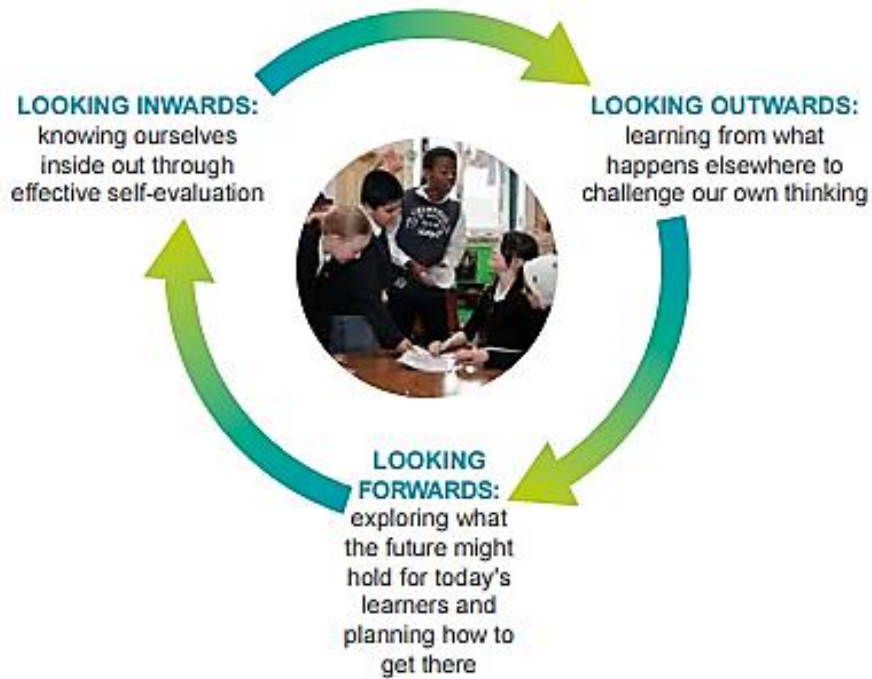 LOOKING INWARDS:
knowing ourselves
inside out through
effective self-evaluation
LOOKING OUTWARDS:
learning from what
happens elsewhere to
challenge our own thinking
LOOKING
FORWARDS:
exploring what
the future might
hold for today's
learners and
planning how to
get there